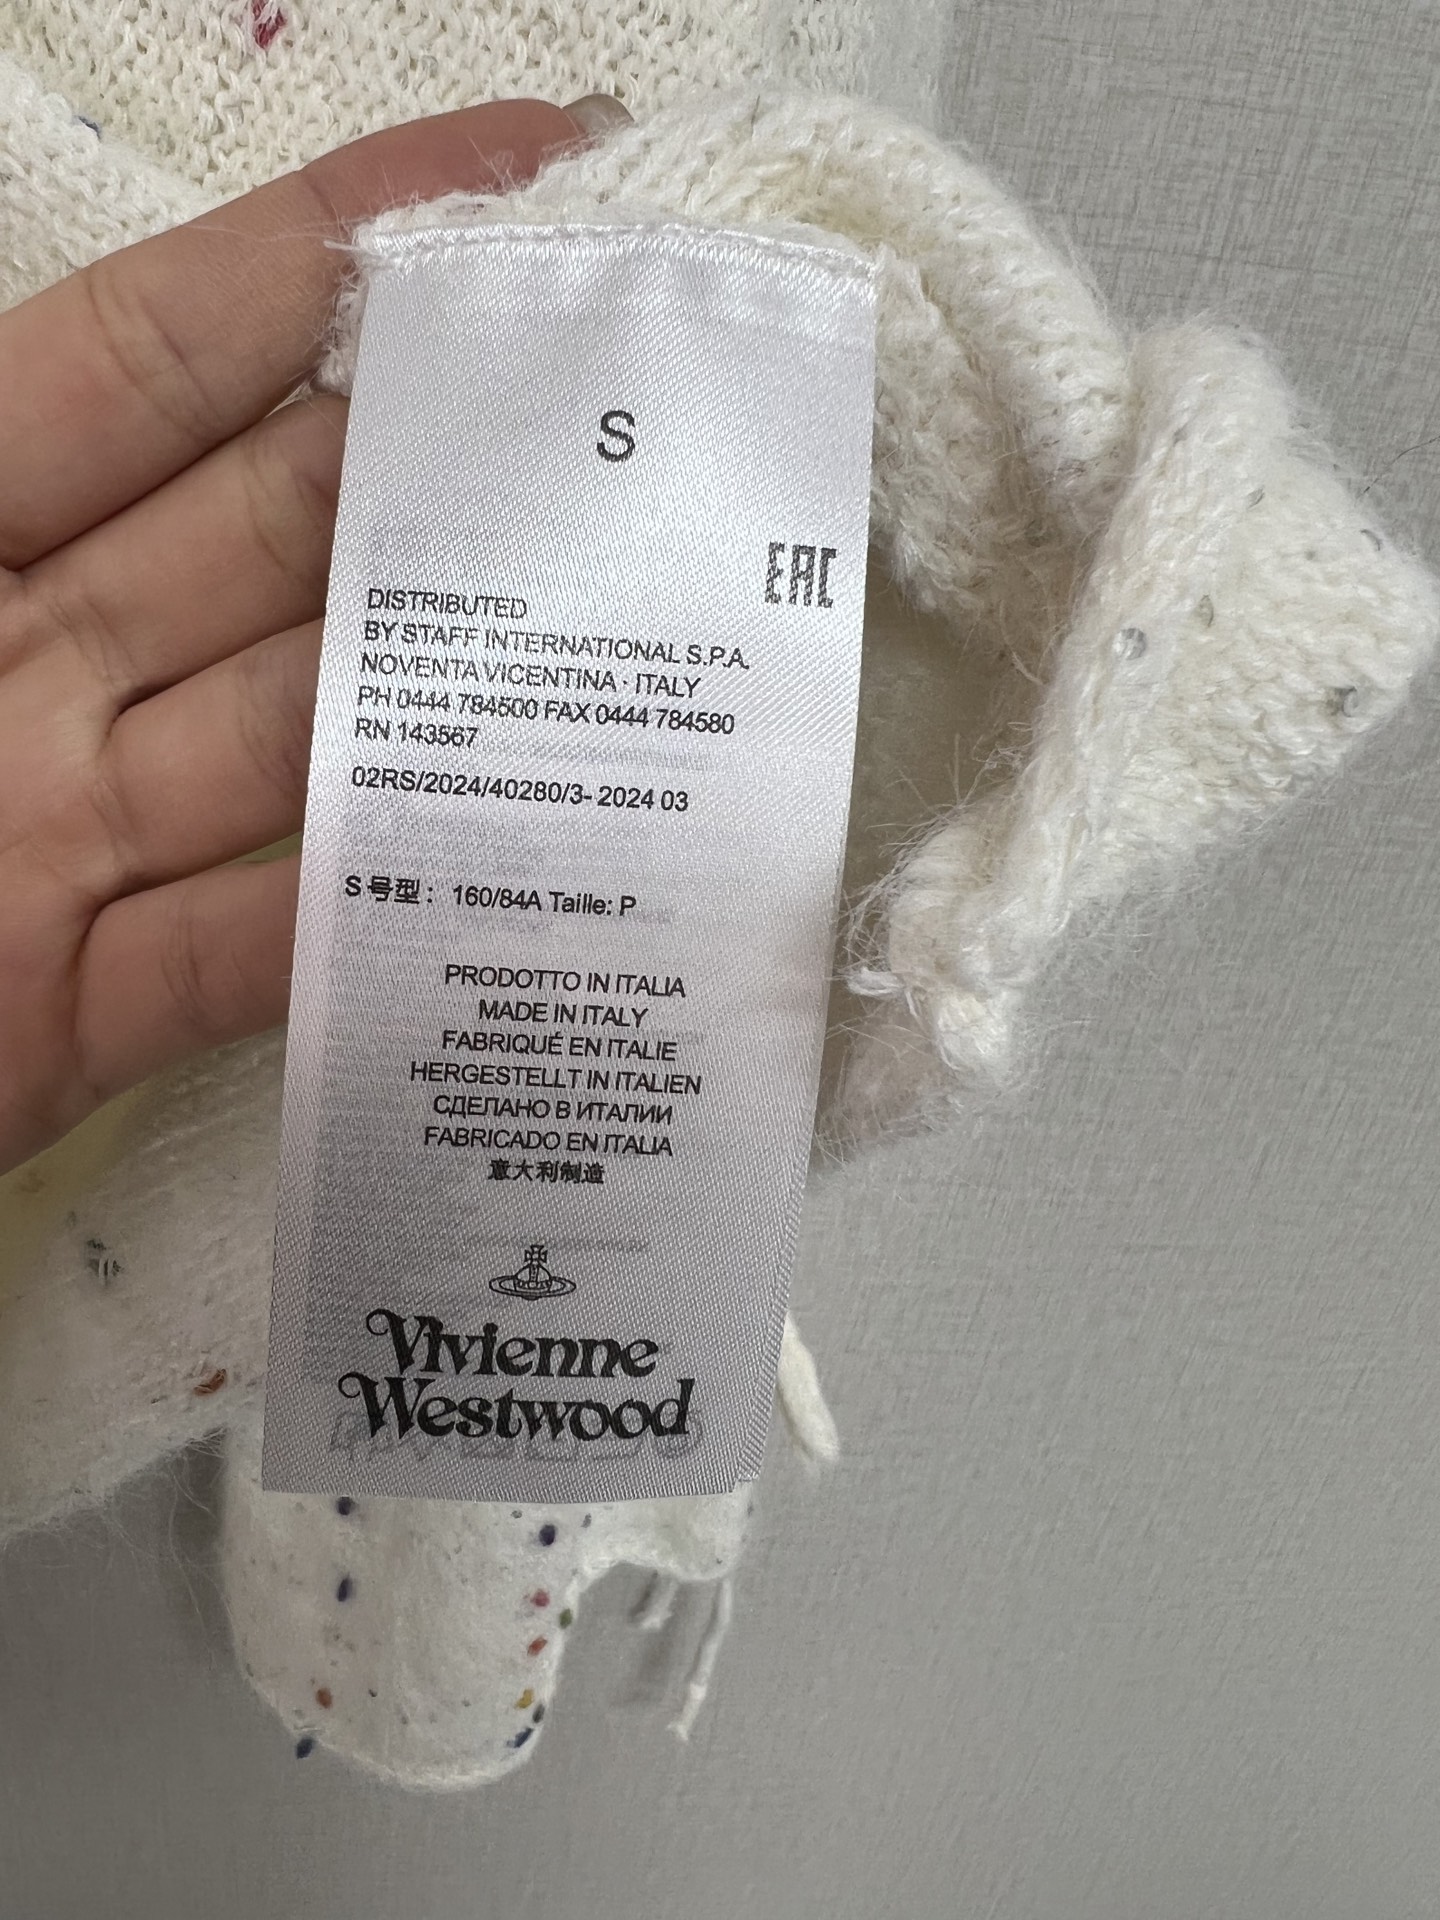 S
EAC
DISTRIBUTED
BY STAFF INTERNATIONAL S.P.A.
NOVENTA VICENTINA · ITALY
PH 0444 784500 FAX 0444 784580
RN 143567
02RS/2024/40280/3- 2024 03
S 号型： 160/84A Taille: P
PRODOTTO IN ITALIA
MADE IN ITALY
FABRIQUÉ EN ITALIE
HERGESTELLT IN ITALIEN
СДЕЛАНО В ИТАЛИИ
FABRICADO EN ITALIA
意大利制造
Vivienne
Westwood